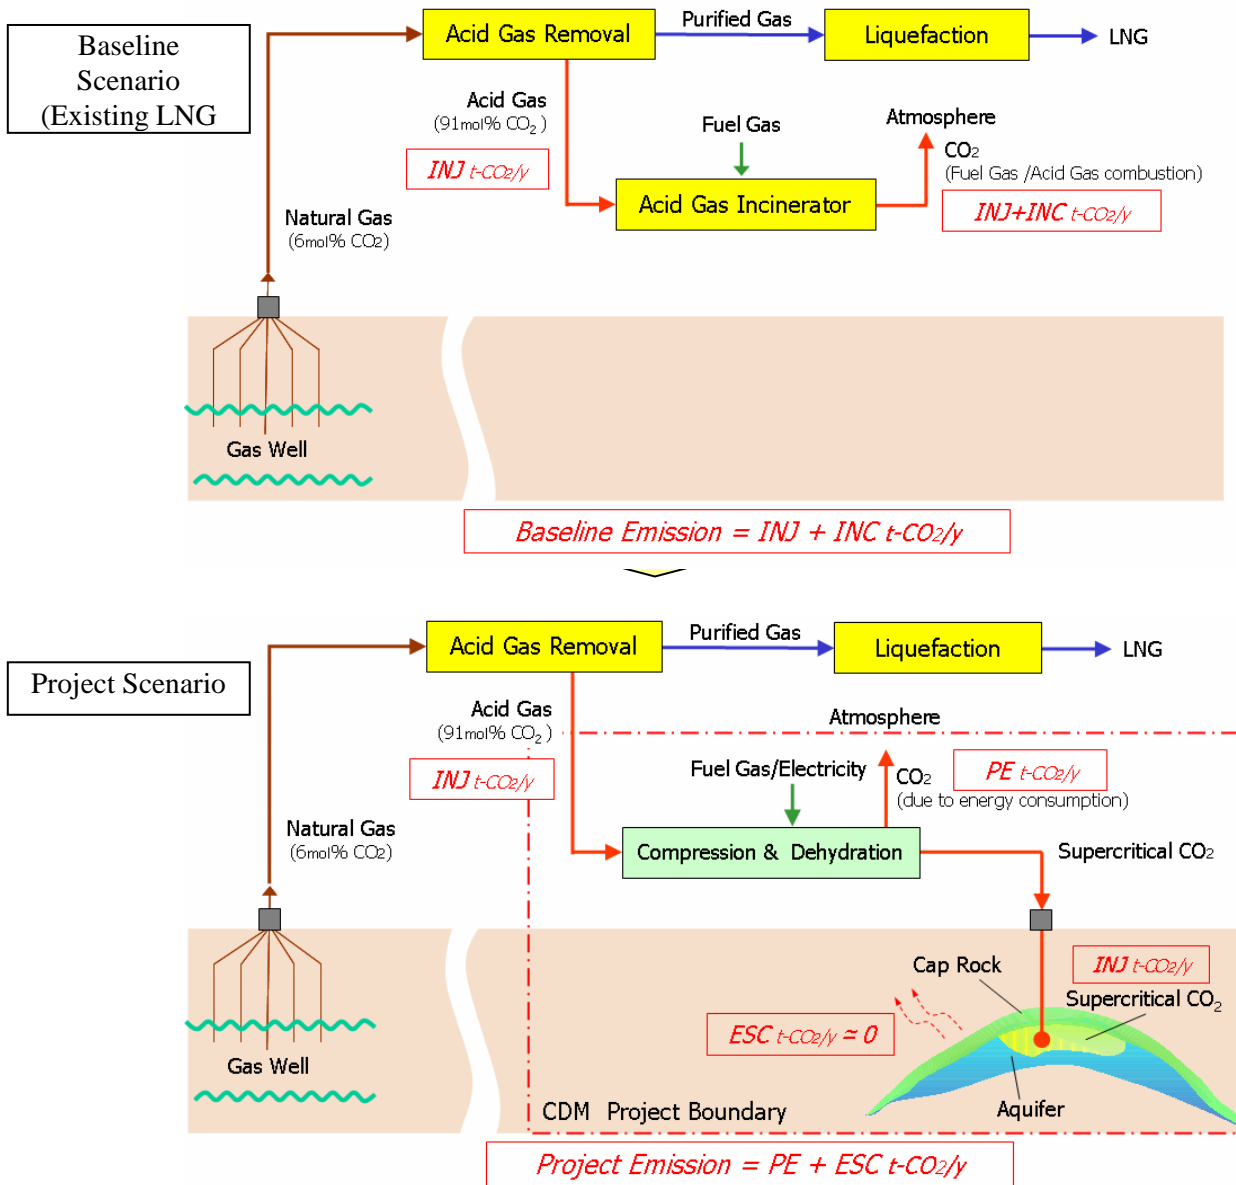 Baseline
Scenario
(Existing LNG
Acid Gas Removal
Purified Gas
Liquefaction
LNG
Acid Gas
(91mol% CO₂ )
INJ t-CO₂/y
Fuel Gas
Atmosphere
CO₂
(Fuel Gas /Acid Gas combustion)
Acid Gas Incinerator
INJ+INC t-CO₂/y
Natural Gas
(6mol% CO₂)
Gas Well
Baseline Emission = INJ + INC t-CO₂/y
Project Scenario
Acid Gas Removal
Purified Gas
Liquefaction
LNG
Acid Gas
(91mol% CO₂ )
INJ t-CO₂/y
Atmosphere
Fuel Gas/Electricity
CO₂
(due to energy consumption)
PE t-CO₂/y
Natural Gas
(6mol% CO₂)
Compression & Dehydration
Supercritical CO₂
Cap Rock
INJ t-CO₂/y
Supercritical CO₂
ESC t-CO₂/y ≃ 0
Gas Well
Aquifer
CDM Project Boundary
Project Emission = PE + ESC t-CO₂/y